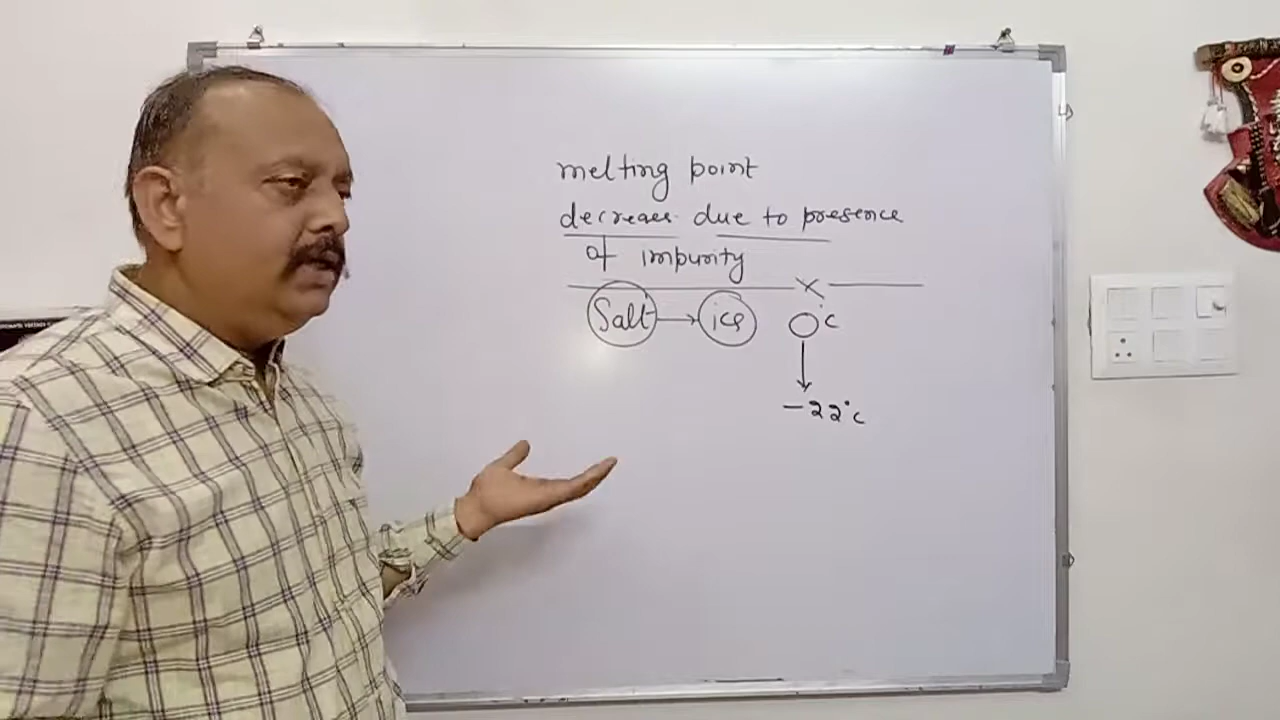 melting point
decreases due to presence
of impurity
Salt → ice 0°C
-22°C